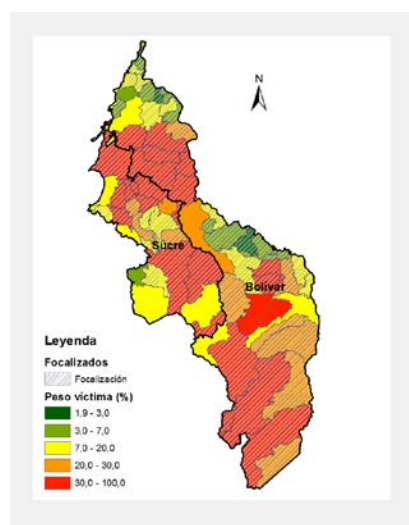 N
Sucre
Bolívar
Leyenda
Focalizados
Focalización
Peso víctima (%)
1,9 - 3,0
3,0 - 7,0
7,0 - 20,0
20,0 - 30,0
30,0 - 100,0